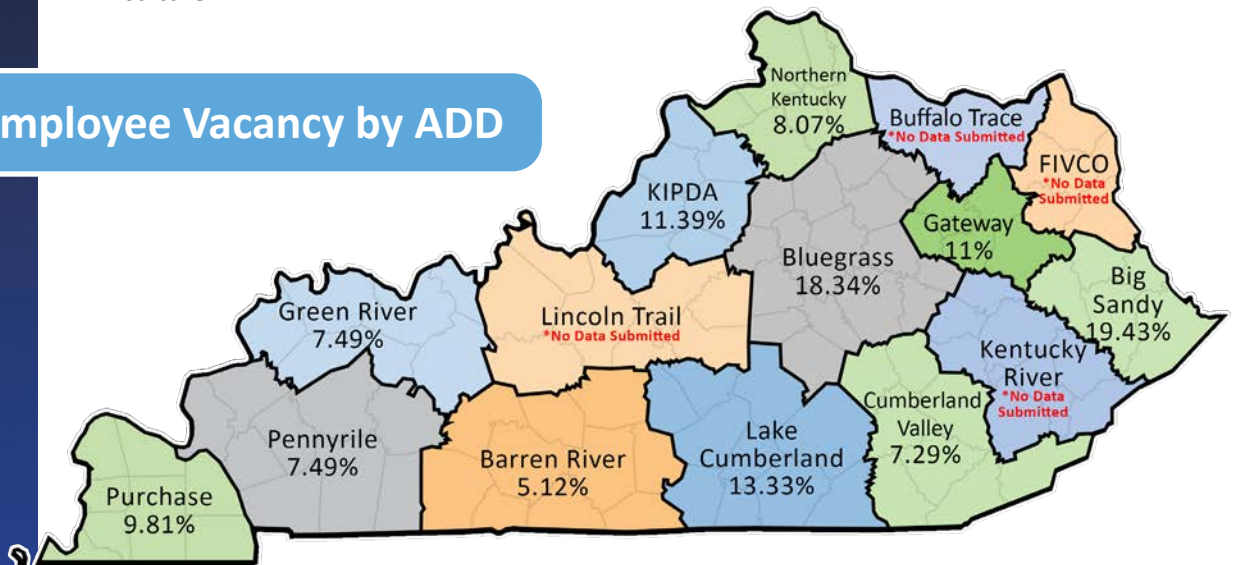 mployee Vacancy by ADD
Northern
Kentucky
8.07%
Buffalo Trace
*No Data Submitted
FIVCO
*No Data
Submitted
KIPDA
11.39%
Gateway
11%
Bluegrass
18.34%
Big
Sandy
19.43%
Green River
7.49%
Lincoln Trail
*No Data Submitted
Kentucky
River
*No Data
Submitted
Cumberland
Valley
7.29%
Lake
Cumberland
13.33%
Pennyrile
7.49%
Barren River
5.12%
Purchase
9.81%